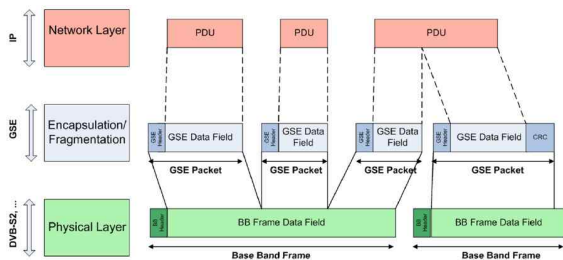 IP
Network Layer
PDU
PDU
PDU
GSE
Encapsulation/
Fragmentation
GSE
Header
GSE Data Field
GSE
Header
GSE Data
Field
GSE
Header
GSE Data
Field
GSE
Header
GSE Data Field
CRC
GSE Packet
GSE Packet
GSE Packet
GSE Packet
DVB-S2, ...
Physical Layer
BB
Header
BB Frame Data Field
BB
Header
BB Frame Data Field
Base Band Frame
Base Band Frame